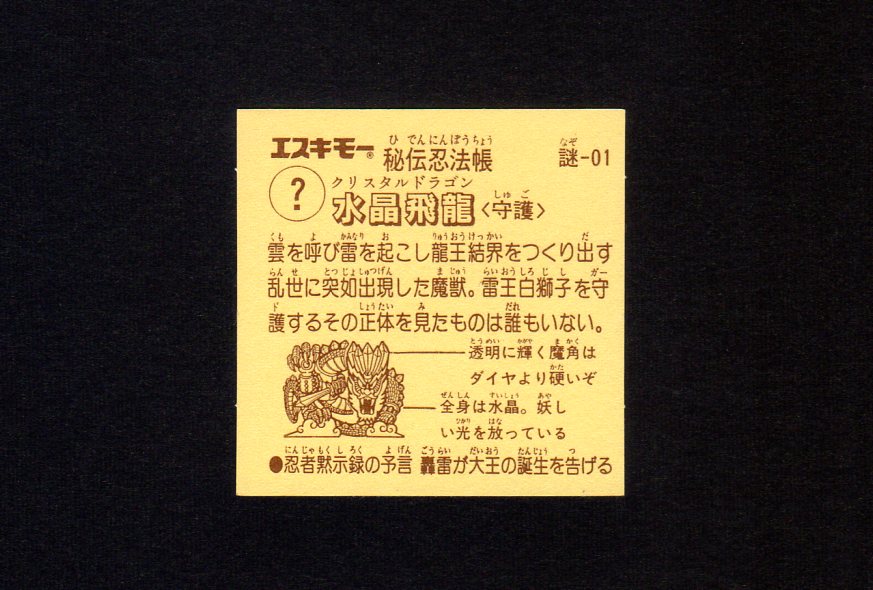 エスキモー® 秘伝忍法帳 謎-01
? 水晶飛龍〈守護〉
クリスタルドラゴン
雲を呼び雷を起こし龍王結界をつくり出す
乱世に突如出現した魔獣。雷王白獅子を守
護するその正体を見たものは誰もいない。
透明に輝く魔角は
ダイヤより硬いぞ
全身は水晶。妖し
い光を放っている
●忍者黙示録の予言 轟雷が大王の誕生を告げる